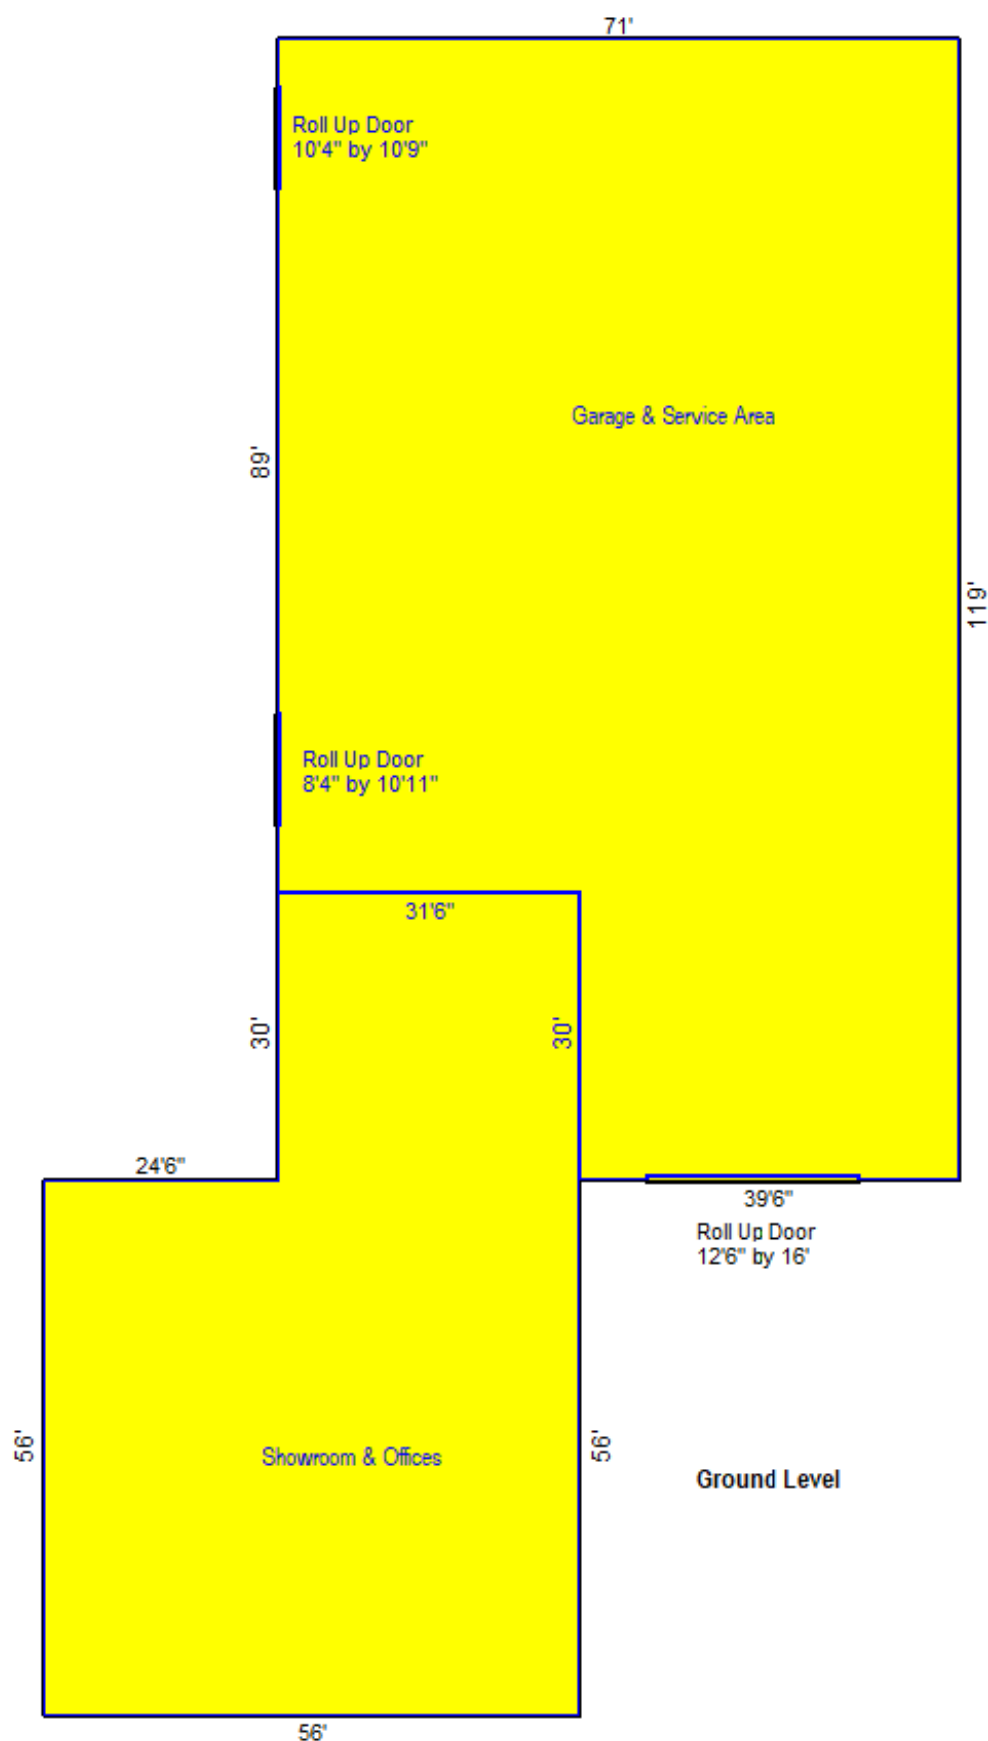 71'
Roll Up Door
10'4" by 10'9"
Garage & Service Area
89'
119'
Roll Up Door
8'4" by 10'11"
31'6"
30'
30'
24'6"
39'6"
Roll Up Door
12'6" by 16'
56'
Showroom & Offices
56'
Ground Level
56'